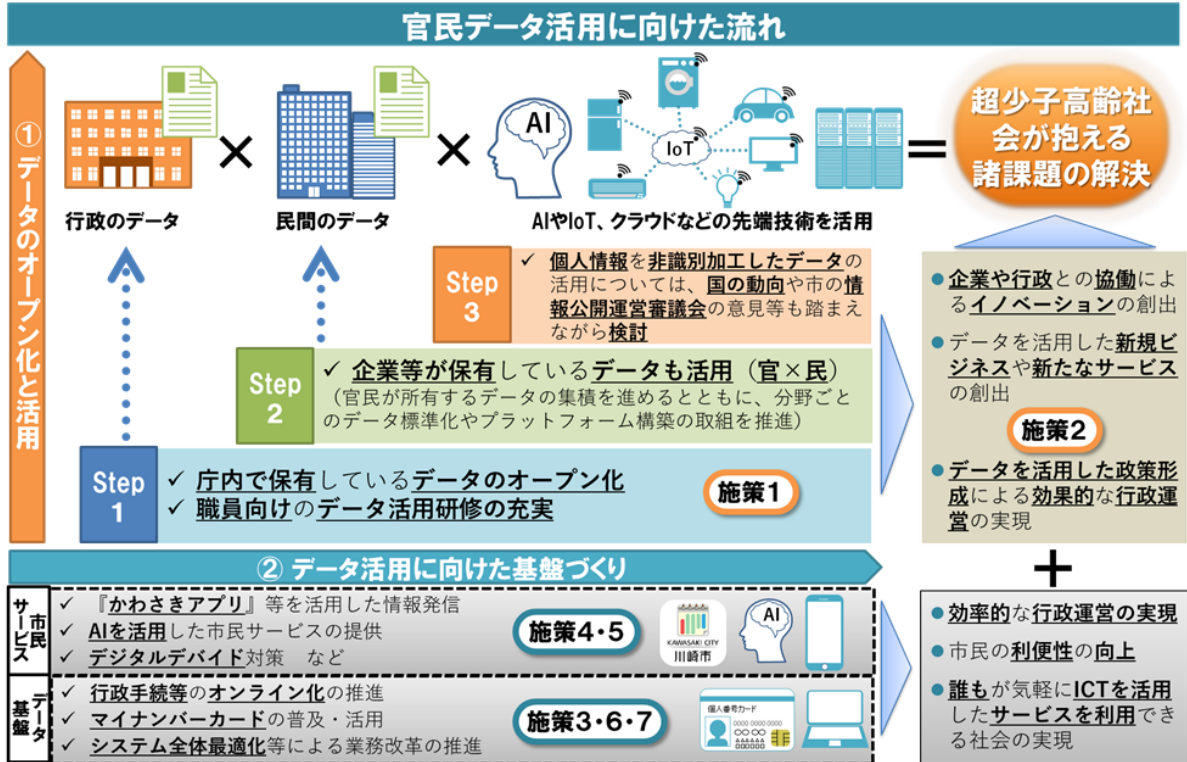 官民データ活用に向けた流れ
① データのオープン化と活用
行政のデータ
×
民間のデータ
×
AI
IoT
AIやIoT、クラウドなどの先端技術を活用
=
超少子高齢社
会が抱える
諸課題の解決
Step
3
✓ 個人情報を非識別加工したデータの
活用については、国の動向や市の情
報公開運営審議会の意見等も踏まえ
ながら検討
Step
2
✓ 企業等が保有しているデータも活用（官×民）
（官民が所有するデータの集積を進めるとともに、分野ごと
のデータ標準化やプラットフォーム構築の取組を推進）
Step
1
✓ 庁内で保有しているデータのオープン化
✓ 職員向けのデータ活用研修の充実
施策1
●企業や行政との協働によ
るイノベーションの創出
●データを活用した新規ビ
ジネスや新たなサービス
の創出
施策2
●データを活用した政策形
成による効果的な行政運
営の実現
② データ活用に向けた基盤づくり
市民
サービス
✓ 『かわさきアプリ』等を活用した情報発信
✓ AIを活用した市民サービスの提供
✓ デジタルデバイド対策 など
施策4・5
KAWASAKI CITY
川崎市
AI
データ
基盤
✓ 行政手続等のオンライン化の推進
✓ マイナンバーカードの普及・活用
✓ システム全体最適化等による業務改革の推進
施策3・6・7
個人番号カード
+
●効率的な行政運営の実現
●市民の利便性の向上
●誰もが気軽にICTを活用
したサービスを利用でき
る社会の実現